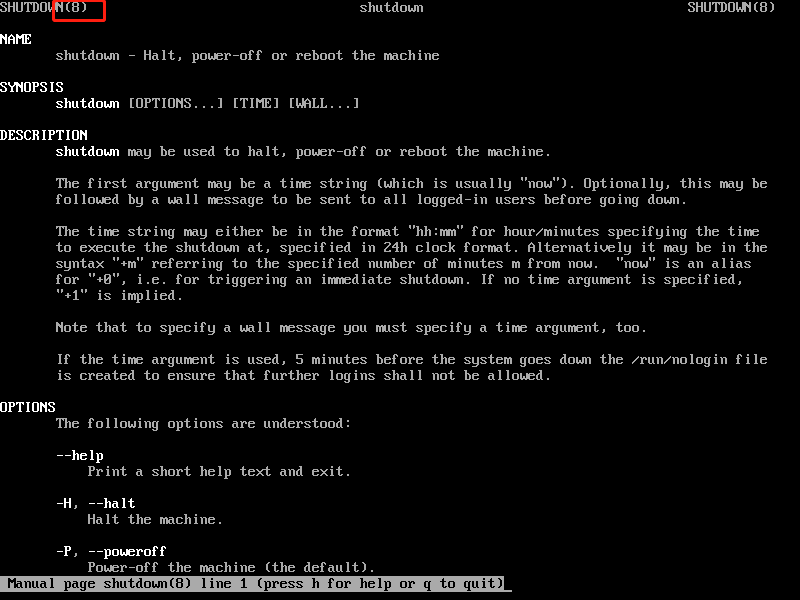 SHUTDOWN(8) shutdown SHUTDOWN(8)
NAME
shutdown - Halt, power-off or reboot the machine
SYNOPSIS
shutdown [OPTIONS...] [TIME] [WALL...]
DESCRIPTION
shutdown may be used to halt, power-off or reboot the machine.
The first argument may be a time string (which is usually "now"). Optionally, this may be
followed by a wall message to be sent to all logged-in users before going down.
The time string may either be in the format "hh:mm" for hour/minutes specifying the time
to execute the shutdown at, specified in 24h clock format. Alternatively it may be in the
syntax "+m" referring to the specified number of minutes m from now.  "now" is an alias
for "+0", i.e. for triggering an immediate shutdown. If no time argument is specified,
"+1" is implied.
Note that to specify a wall message you must specify a time argument, too.
If the time argument is used, 5 minutes before the system goes down the /run/nologin file
is created to ensure that further logins shall not be allowed.
OPTIONS
The following options are understood:
--help
Print a short help text and exit.
-H, --halt
Halt the machine.
-P, --poweroff
Power-off the machine (the default).
Manual page shutdown(8) line 1 (press h for help or q to quit)